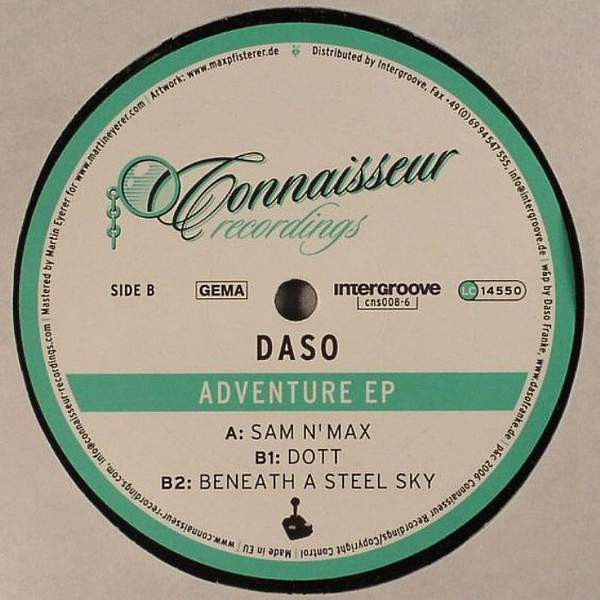 Connaisseur
recordings
SIDE B
GEMA
intergroove
cns008-6
LC 14550
DASO
ADVENTURE EP
A: SAM N'MAX
B1: DOTT
B2: BENEATH A STEEL SKY
info@connaisseur-recordings.com, www.connaisseur-recordings.com | Mastered by Martin Eyerer for www.martineyerer.com | Artwork: www.maxpfisterer.de
Distributed by Intergroove, Fax +49(0)69 94547 555, info@intergroove.de | w&p by Daso Franke, www.dasofranke.de | p&c 2006 Connaisseur Recordings/Copyright Control | Made in EU |